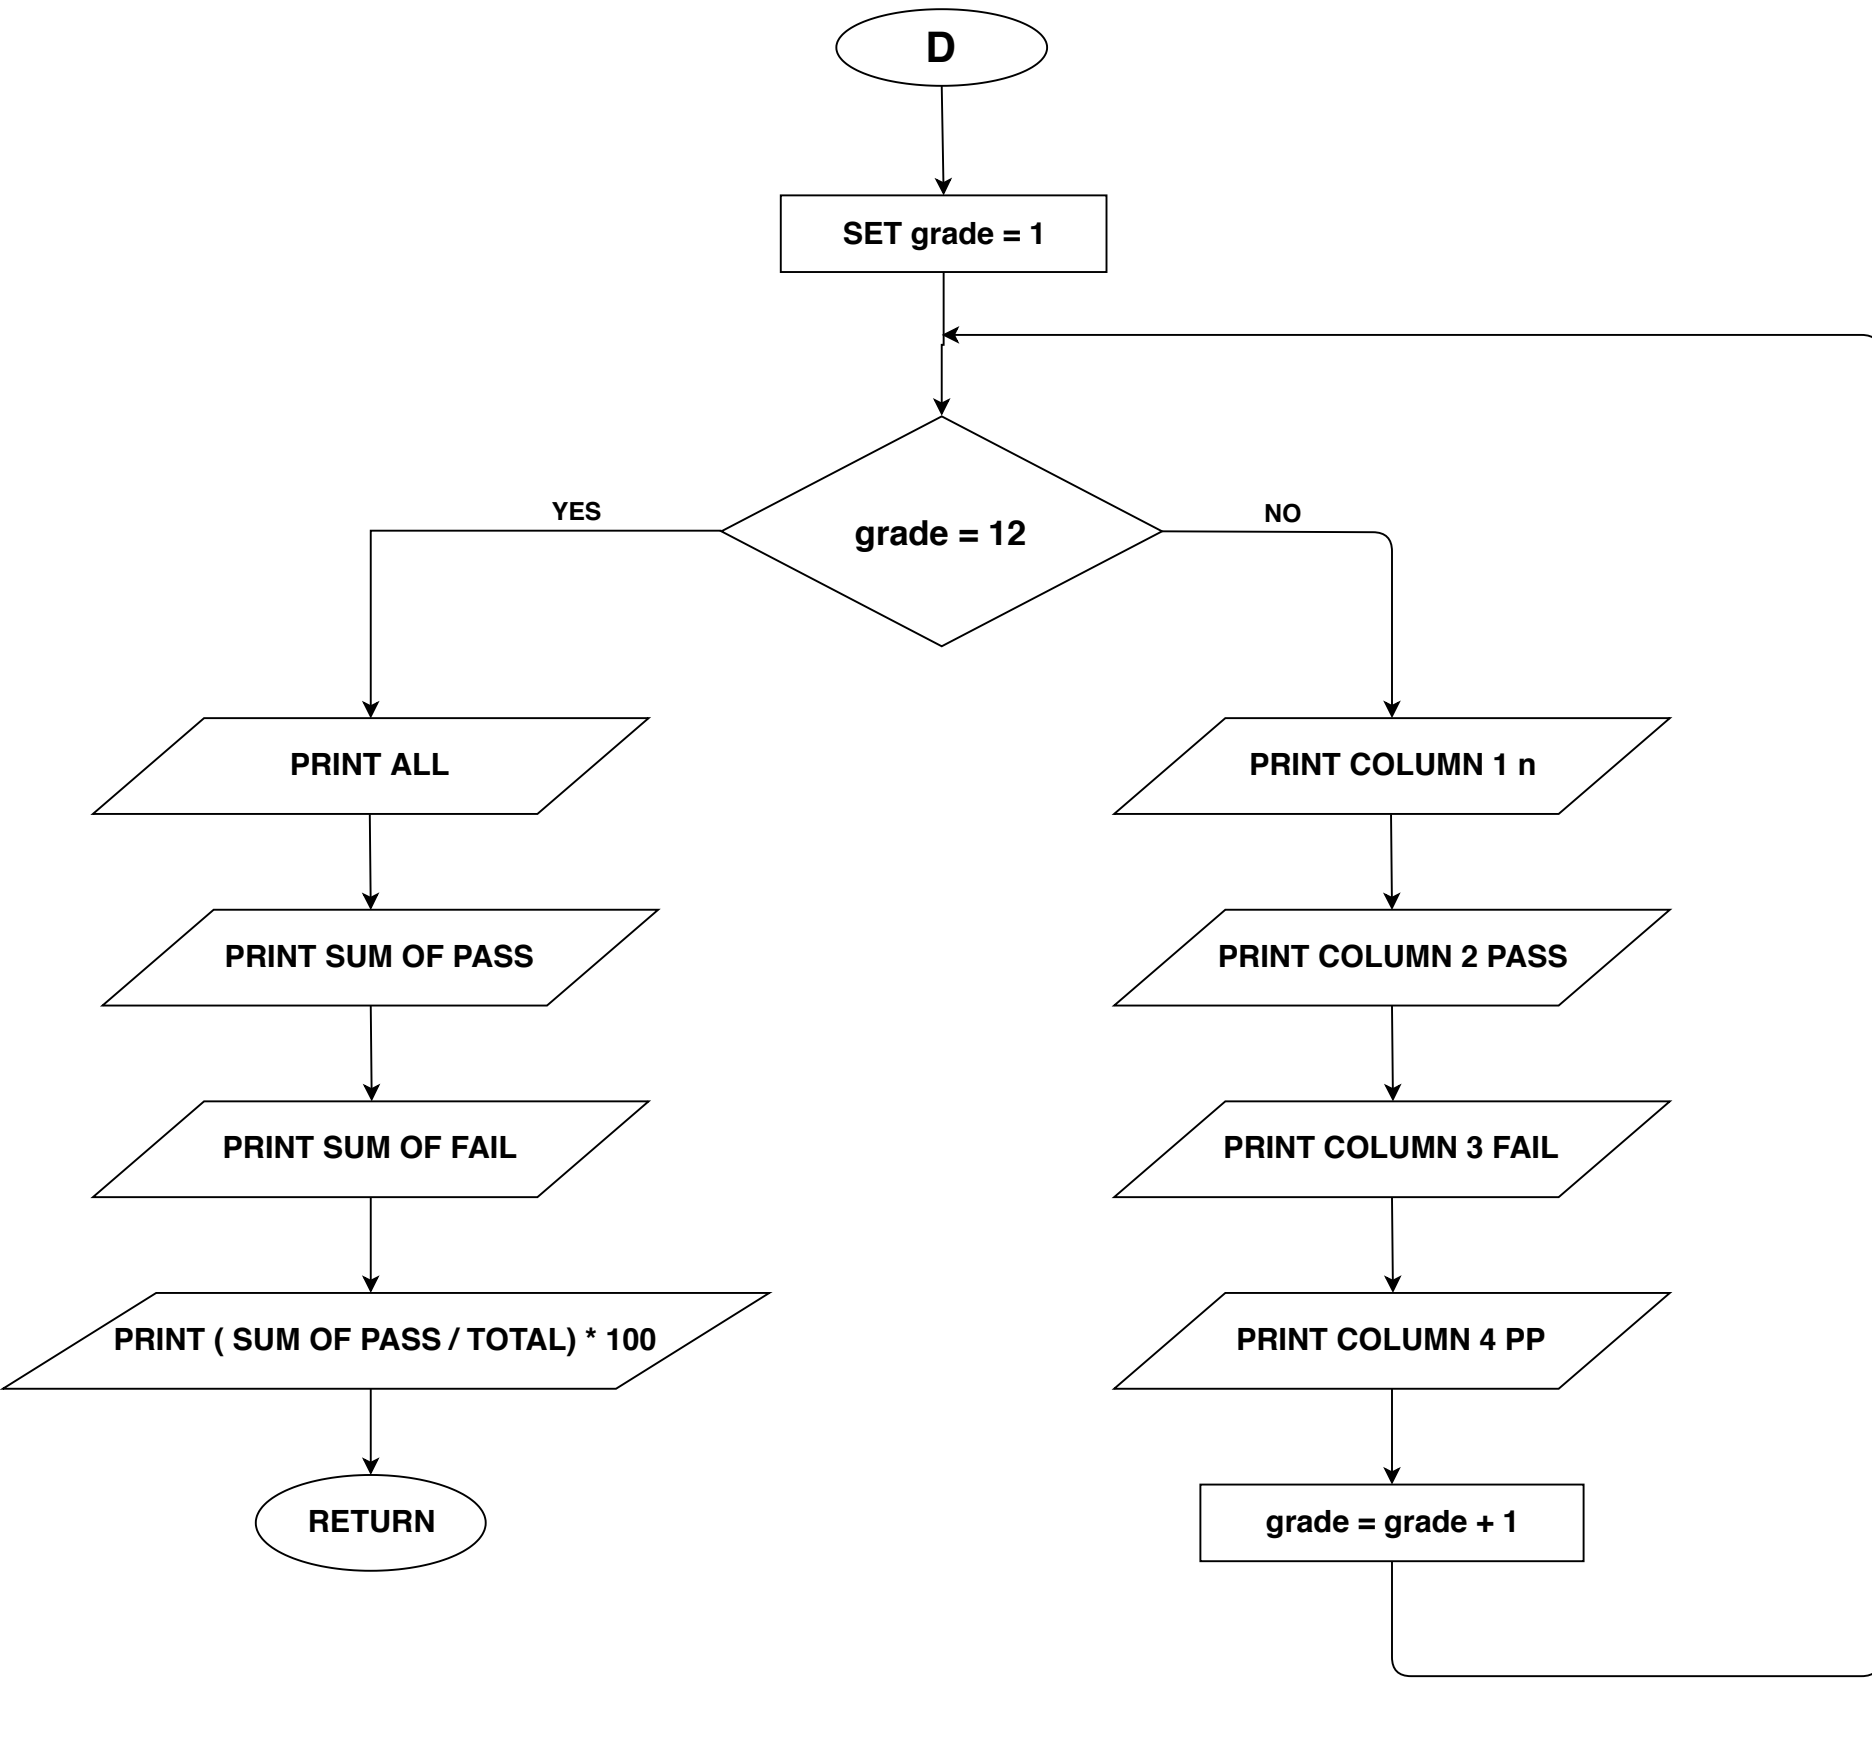 D
SET grade = 1
grade = 12
YES
NO
PRINT ALL
PRINT SUM OF PASS
PRINT SUM OF FAIL
PRINT ( SUM OF PASS / TOTAL) * 100
RETURN
PRINT COLUMN 1 n
PRINT COLUMN 2 PASS
PRINT COLUMN 3 FAIL
PRINT COLUMN 4 PP
grade = grade + 1